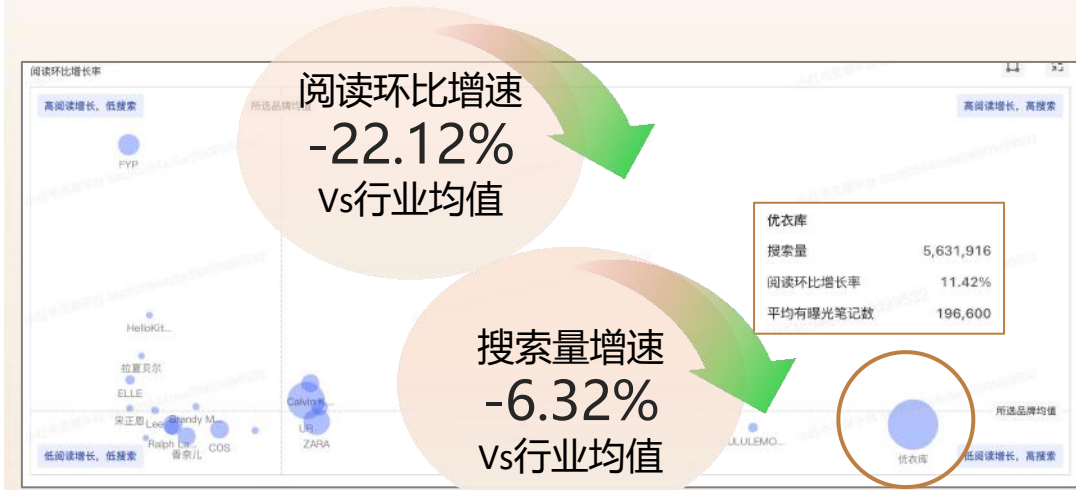 阅读环比增长率
高阅读增长,低搜索
所选品牌均值
高阅读增长,高搜索
阅读环比增速
-22.12%
Vs行业均值
FYP
优衣库
搜索量 5,631,916
阅读环比增长率 11.42%
平均有曝光笔记数 196,600
HelloKit...
拉夏贝尔
ELLE
宋正恩
Lee
Brandy M...
Ralph La...
香奈儿
COS
Calvin K...
UR
ZARA
搜索量增速
-6.32%
Vs行业均值
LULULEMO...
所选品牌均值
优衣库
低阅读增长,低搜索
低阅读增长,高搜索